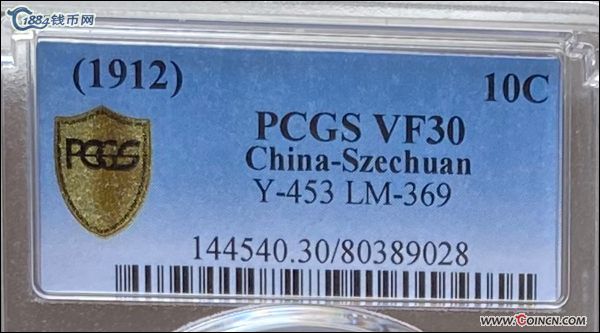 1884钱币网
(1912) 10C
PCGS VF30
PCGS
China-Szechuan
Y-453 LM-369
144540.30/80389028
www.COINCN.COM